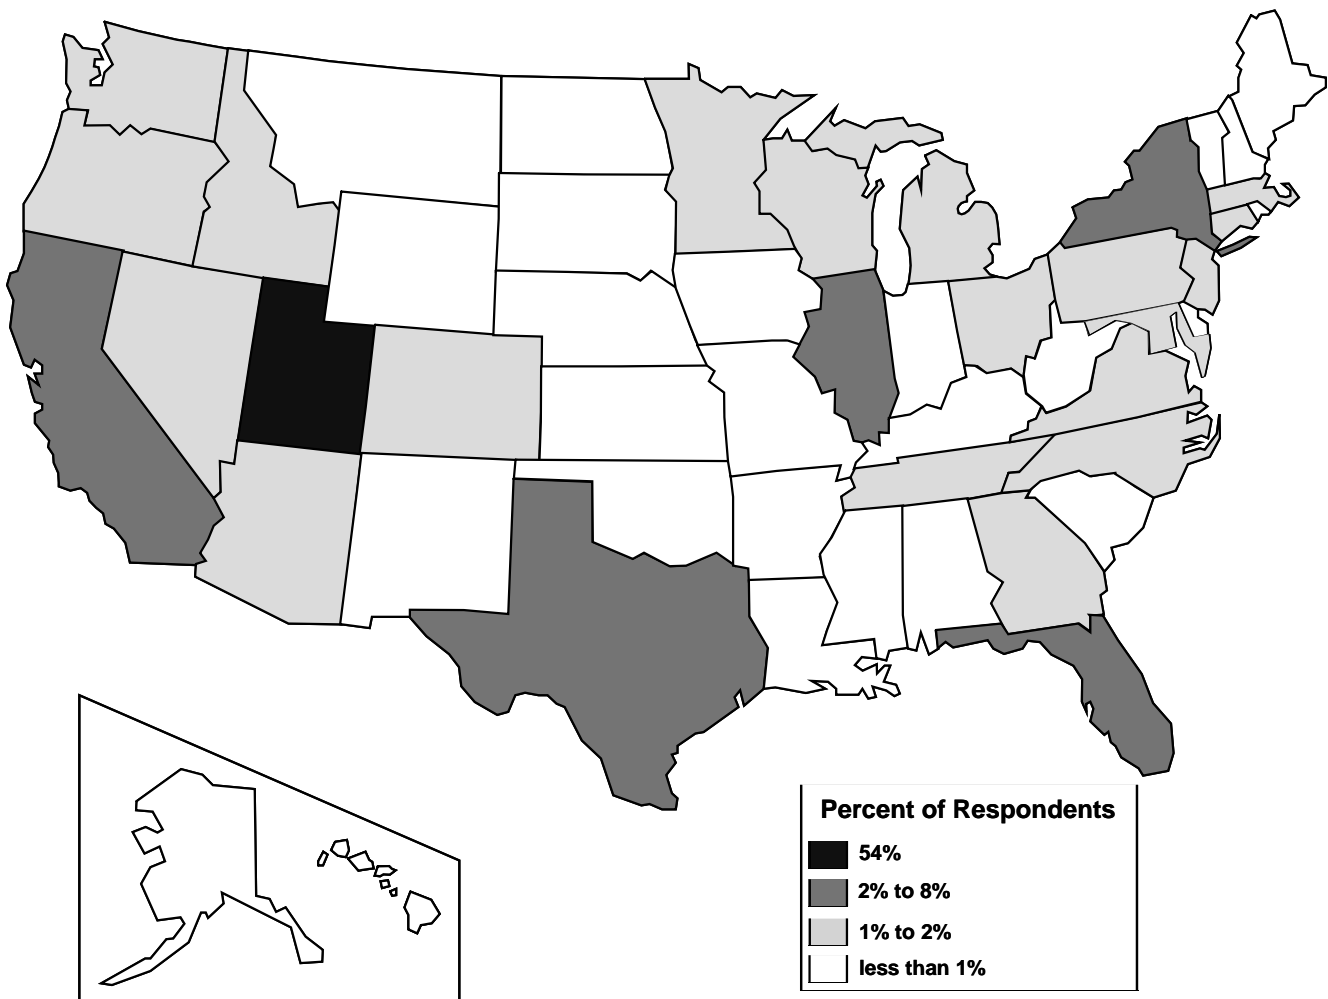 Percent of Respondents
54%
2% to 8%
1% to 2%
less than 1%